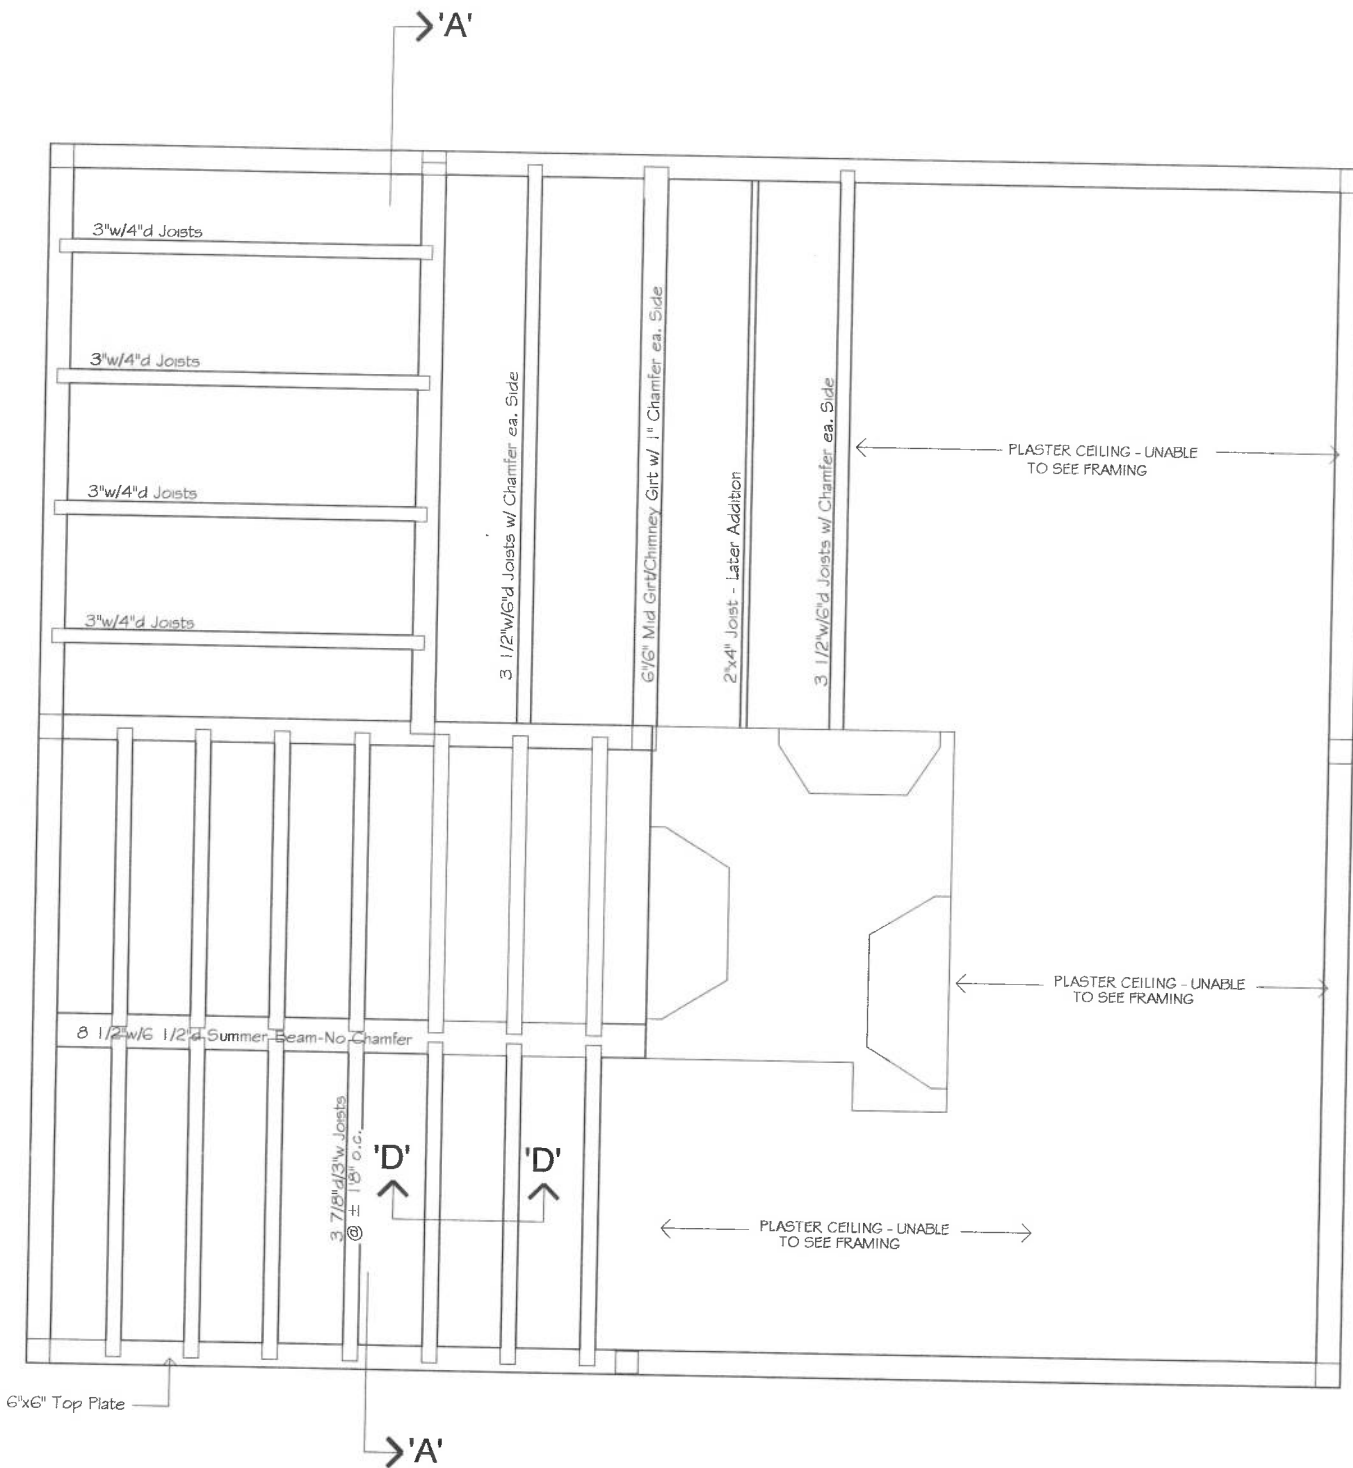 'A'
3"w/4"d Joists
3"w/4"d Joists
3"w/4"d Joists
3"w/4"d Joists
3 1/2"w/6"d Joists w/ Chamfer ea. Side
6"/6" Mid Girt/Chimney Girt w/ 1" Chamfer ea. Side
2"x4" Joist - Later Addition
3 1/2"w/6"d Joists w/ Chamfer ea. Side
PLASTER CEILING - UNABLE
TO SEE FRAMING
PLASTER CEILING - UNABLE
TO SEE FRAMING
8 1/2"w/6 1/2"d Summer Beam-No Chamfer
3 7/8"d/3"w Joists
@ ± 1'8" o.c.
'D'
'D'
PLASTER CEILING - UNABLE
TO SEE FRAMING
6"x6" Top Plate
'A'